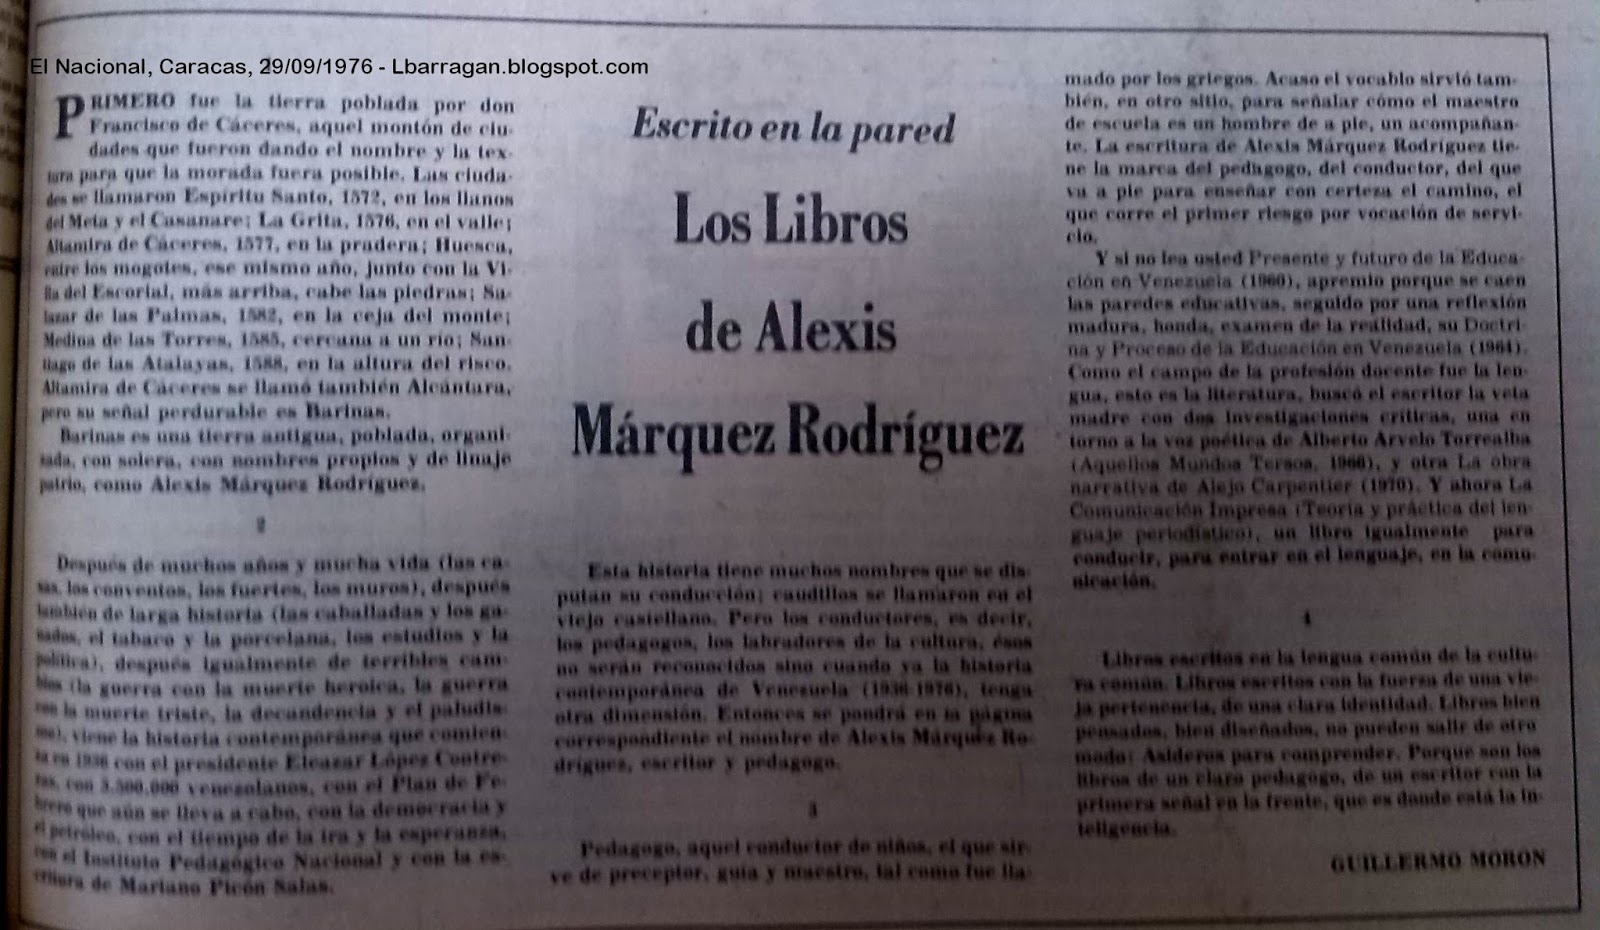 El Nacional, Caracas, 29/09/1976 - Lbarragan.blogspot.com
Escrito en la pared
Los Libros
de Alexis
Márquez Rodríguez
PRIMERO fue la tierra poblada por don
Francisco de Cáceres, aquel montón de ciu-
dades que fueron dando el nombre y la tex-
tura para que la morada fuera posible. Las ciuda-
des se llamaron Espíritu Santo, 1572, en los llanos
del Meta y el Casanare; La Grita, 1576, en el valle;
Altamira de Cáceres, 1577, en la pradera; Huesca,
entre los mogotes, ese mismo año, junto con la Vi-
lla del Escorial, más arriba, cabe las piedras; Sa-
lazar de las Palmas, 1582, en la ceja del monte;
Medina de las Torres, 1585, cercana a un río; San-
tiago de las Atalayas, 1588, en la altura del risco.
Altamira de Cáceres se llamó también Alcántara,
pero su señal perdurable es Barinas.
Barinas es una tierra antigua, poblada, organi-
zada, con solera, con nombres propios y de linaje
patrio, como Alexis Márquez Rodríguez.
2
Después de muchos años y mucha vida (las ca-
sas, los conventos, los fuertes, los muros), después
también de larga historia (las caballadas y los ga-
nados, el tabaco y la porcelana, los estudios y la
política), después igualmente de terribles cam-
bios (la guerra con la muerte heroica, la guerra
con la muerte triste, la decandencia y el paludis-
mo), viene la historia contemporánea que comien-
za en 1936 con el presidente Eleazar López Contre-
ras, con 3.500.000 venezolanos, con el Plan de Fe-
brero que aún se lleva a cabo, con la democracia y
el petróleo, con el tiempo de la ira y la esperanza,
con el Instituto Pedagógico Nacional y con la es-
critura de Mariano Picón Salas.
Esta historia tiene muchos nombres que se dis-
putan su conducción; caudillos se llamaron en el
viejo castellano. Pero los conductores, es decir,
los pedagogos, los labradores de la cultura, ésos
no serán reconocidos sino cuando ya la historia
contemporánea de Venezuela (1936-1976), tenga
otra dimensión. Entonces se pondrá en la página
correspondiente el nombre de Alexis Márquez Ro-
dríguez, escritor y pedagogo.
3
Pedagogo, aquel conductor de niños, el que sir-
ve de preceptor, guía y maestro, tal como fue lla-
mado por los griegos. Acaso el vocablo sirvió tam-
bién, en otro sitio, para señalar cómo el maestro
de escuela es un hombre de a pie, un acompañan-
te. La escritura de Alexis Márquez Rodríguez tie-
ne la marca del pedagogo, del conductor, del que
va a pie para enseñar con certeza el camino, el
que corre el primer riesgo por vocación de servi-
cio.
Y si no lea usted Presente y futuro de la Educa-
ción en Venezuela (1960), apremio porque se caen
las paredes educativas, seguido por una reflexión
madura, honda, examen de la realidad, su Doctri-
na y Proceso de la Educación en Venezuela (1964).
Como el campo de la profesión docente fue la len-
gua, esto es la literatura, buscó el escritor la veta
madre con dos investigaciones críticas, una en
torno a la voz poética de Alberto Arvelo Torrealba
(Aquellos Mundos Tersos, 1966), y otra La obra
narrativa de Alejo Carpentier (1970). Y ahora La
Comunicación Impresa (Teoría y práctica del len-
guaje periodístico), un libro igualmente para
conducir, para entrar en el lenguaje, en la comu-
nicación.
4
Libros escritos en la lengua común de la cultu-
ra común. Libros escritos con la fuerza de una vie-
ja pertenencia, de una clara identidad. Libros bien
pensados, bien diseñados, no pueden salir de otro
modo: Asideros para comprender. Porque son los
libros de un claro pedagogo, de un escritor con la
primera señal en la frente, que es donde está la in-
teligencia.
GUILLERMO MORON